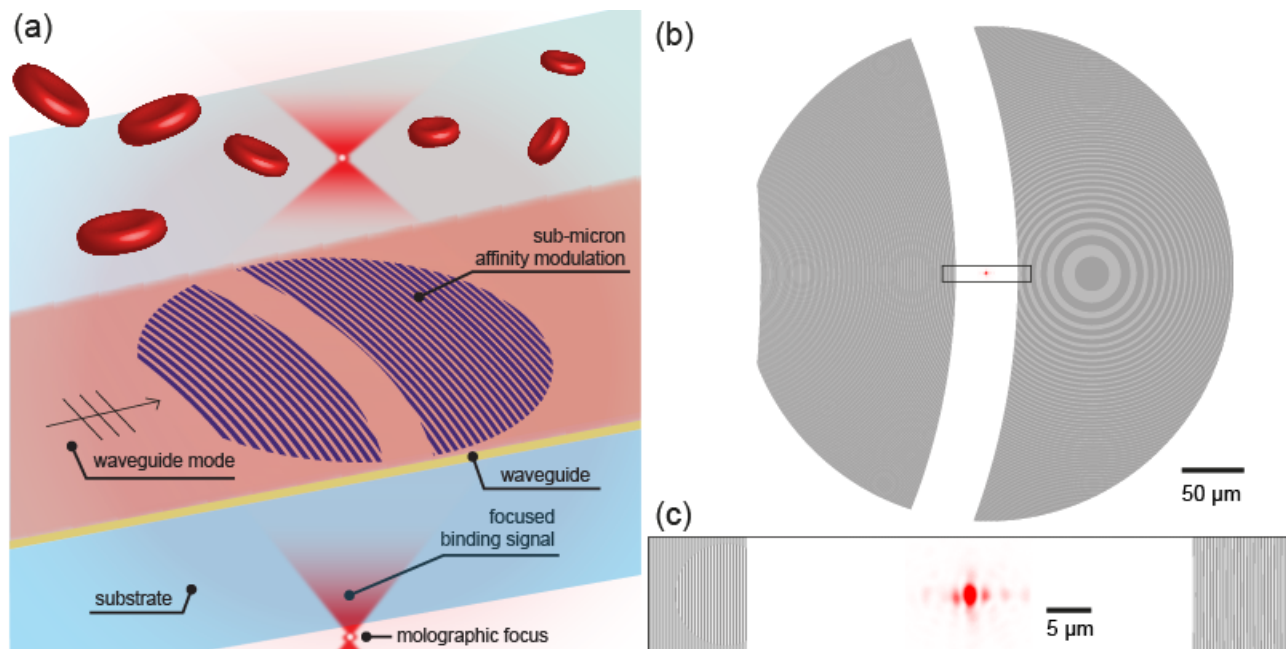 (a)
sub-micron
affinity modulation
waveguide mode
waveguide
focused
binding signal
substrate
molographic focus
(b)
50 μm
(c)
5 μm